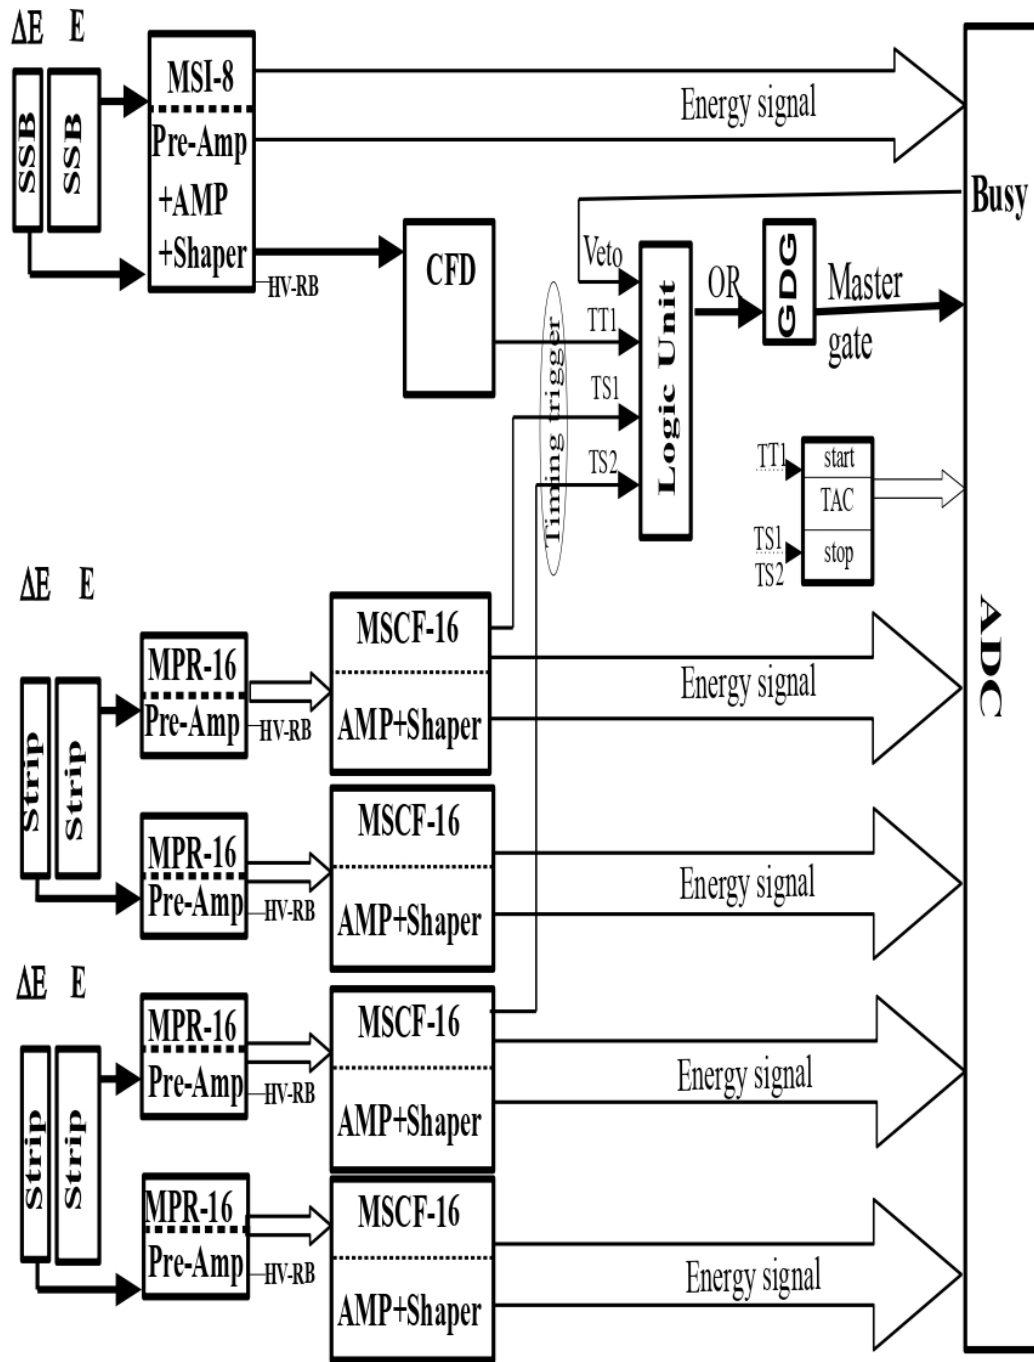 ΔE E
SSB
SSB
MSI-8
Pre-Amp
+AMP
+Shaper
HV-RB
Energy signal
Busy
CFD
Veto
TT1
TS1
TS2
Timing trigger
Logic Unit
OR
GDG
Master
gate
TT1
start
TAC
TS1
TS2
stop
ADC
ΔE E
Strip
Strip
MPR-16
Pre-Amp
HV-RB
MSCF-16
AMP+Shaper
Energy signal
MPR-16
Pre-Amp
HV-RB
MSCF-16
AMP+Shaper
Energy signal
ΔE E
Strip
Strip
MPR-16
Pre-Amp
HV-RB
MSCF-16
AMP+Shaper
Energy signal
MPR-16
Pre-Amp
HV-RB
MSCF-16
AMP+Shaper
Energy signal